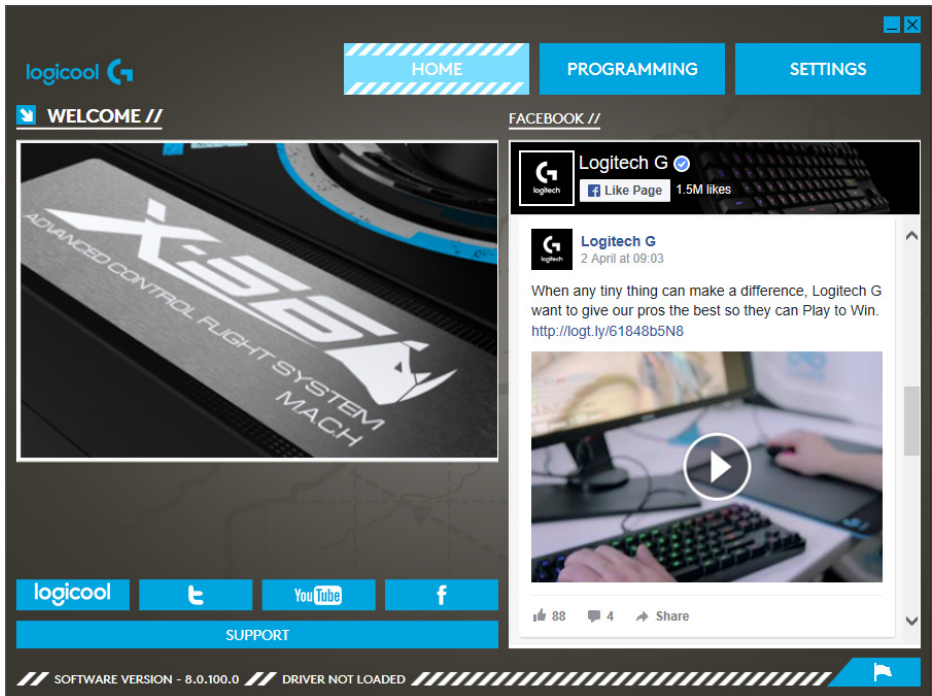 logicool G
HOME
PROGRAMMING
SETTINGS
WELCOME //
FACEBOOK //
X-56
ADVANCED CONTROL FLIGHT SYSTEM
MACH
logitech
Logitech G
Like Page
1.5M likes
logitech
Logitech G
2 April at 09:03
When any tiny thing can make a difference, Logitech G
want to give our pros the best so they can Play to Win.
http://logt.ly/61848b5N8
88
4
Share
logicool
You Tube
SUPPORT
// SOFTWARE VERSION - 8.0.100.0 // DRIVER NOT LOADED